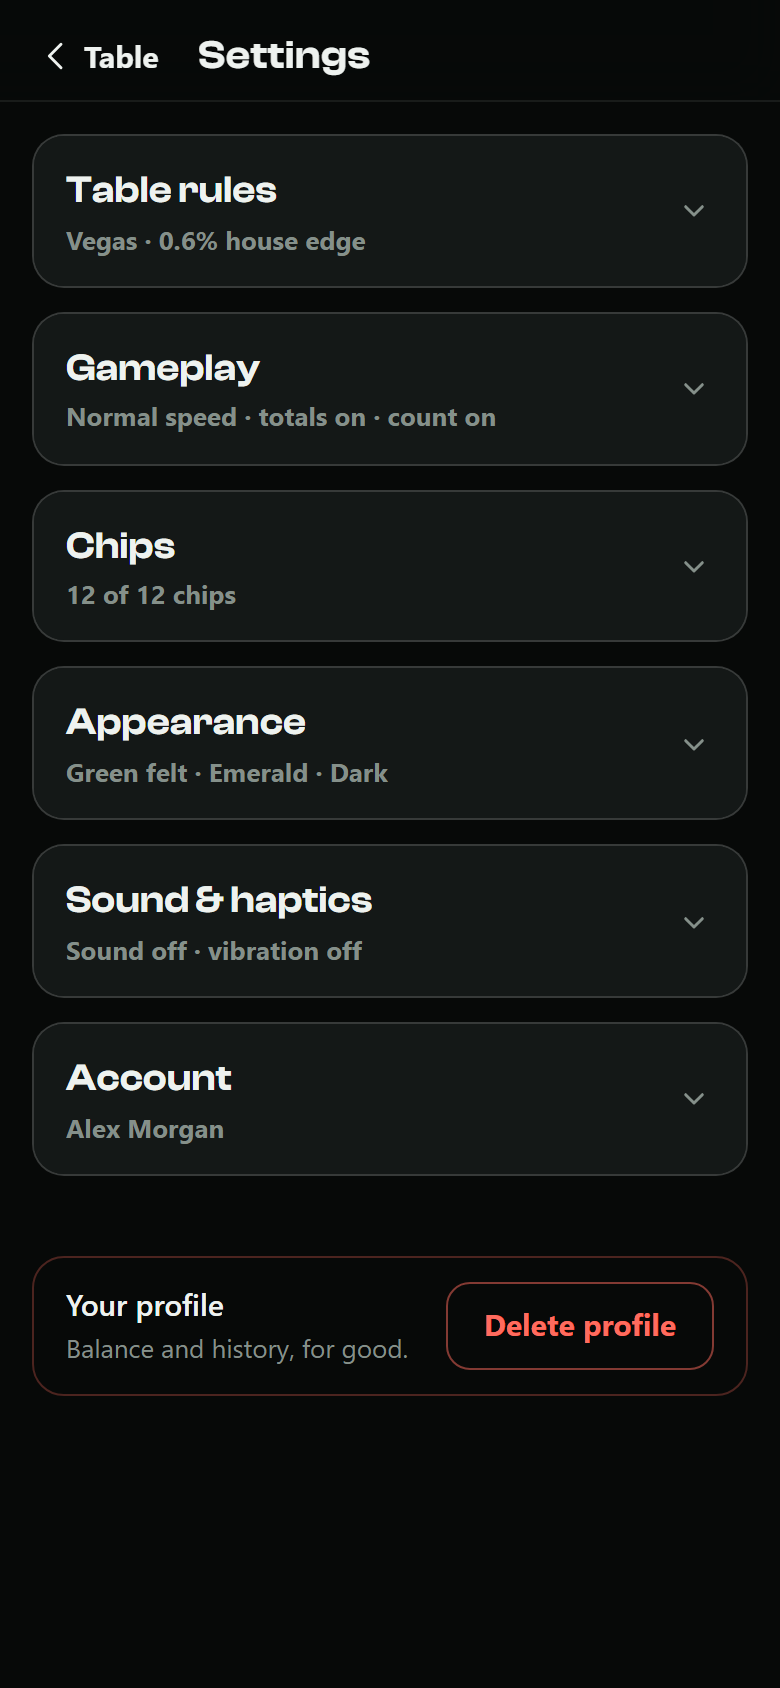 Table Settings
Table rules
Vegas · 0.6% house edge
Gameplay
Normal speed · totals on · count on
Chips
12 of 12 chips
Appearance
Green felt · Emerald · Dark
Sound & haptics
Sound off · vibration off
Account
Alex Morgan
Your profile
Balance and history, for good.
Delete profile